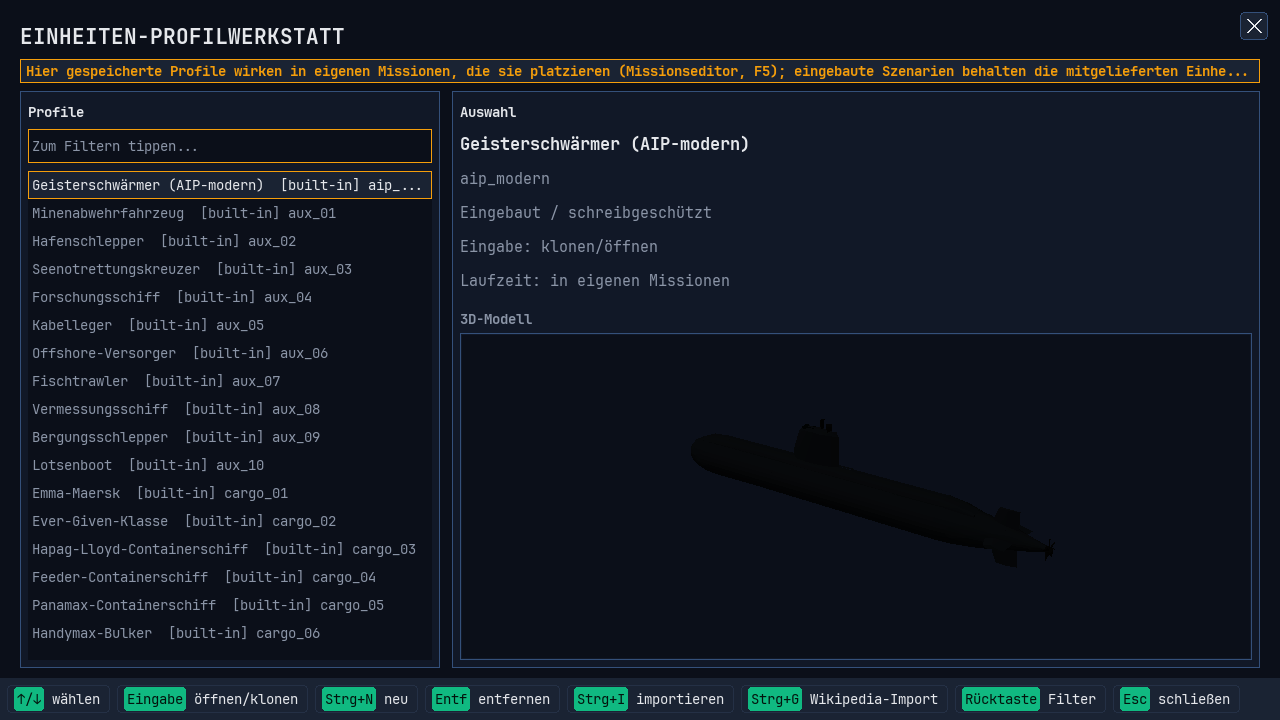 EINHEITEN-PROFILWERKSTATT
Hier gespeicherte Profile wirken in eigenen Missionen, die sie platzieren (Missionseditor, F5); eingebaute Szenarien behalten die mitgelieferten Einhe...
Profile
Zum Filtern tippen...
Geisterschwärmer (AIP-modern) [built-in] aip_...
Minenabwehrfahrzeug [built-in] aux_01
Hafenschlepper [built-in] aux_02
Seenotrettungskreuzer [built-in] aux_03
Forschungsschiff [built-in] aux_04
Kabelleger [built-in] aux_05
Offshore-Versorger [built-in] aux_06
Fischtrawler [built-in] aux_07
Vermessungsschiff [built-in] aux_08
Bergungsschlepper [built-in] aux_09
Lotsenboot [built-in] aux_10
Emma-Maersk [built-in] cargo_01
Ever-Given-Klasse [built-in] cargo_02
Hapag-Lloyd-Containerschiff [built-in] cargo_03
Feeder-Containerschiff [built-in] cargo_04
Panamax-Containerschiff [built-in] cargo_05
Handymax-Bulker [built-in] cargo_06
Auswahl
Geisterschwärmer (AIP-modern)
aip_modern
Eingebaut / schreibgeschützt
Eingabe: klonen/öffnen
Laufzeit: in eigenen Missionen
3D-Modell
↑/↓ wählen Eingabe öffnen/klonen Strg+N neu Entf entfernen Strg+I importieren Strg+G Wikipedia-Import Rücktaste Filter Esc schließen